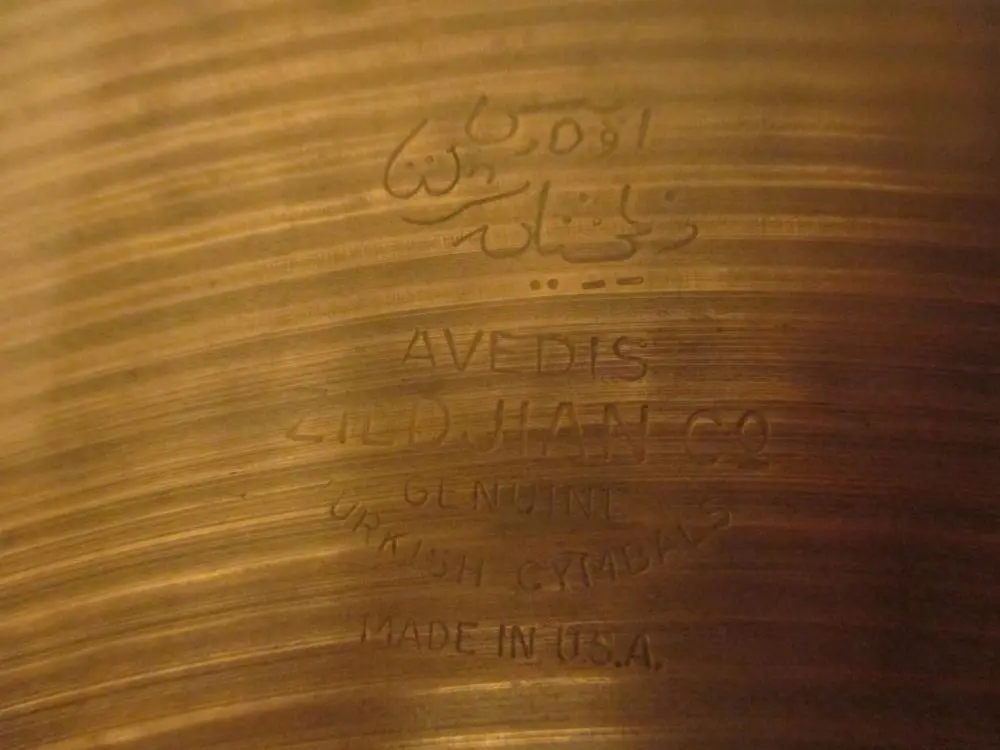 AVEDIS
ZILDJIAN CO
GENUINE
TURKISH CYMBALS
MADE IN U.S.A.